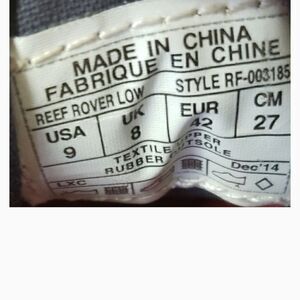 MADE IN CHINA
FABRIQUE EN CHINE
REEF ROVER LOW STYLE RF-003185
USA UK EUR CM
9 8 42 27
TEXTILE UPPER
RUBBER OUTSOLE
LXC Dec'14